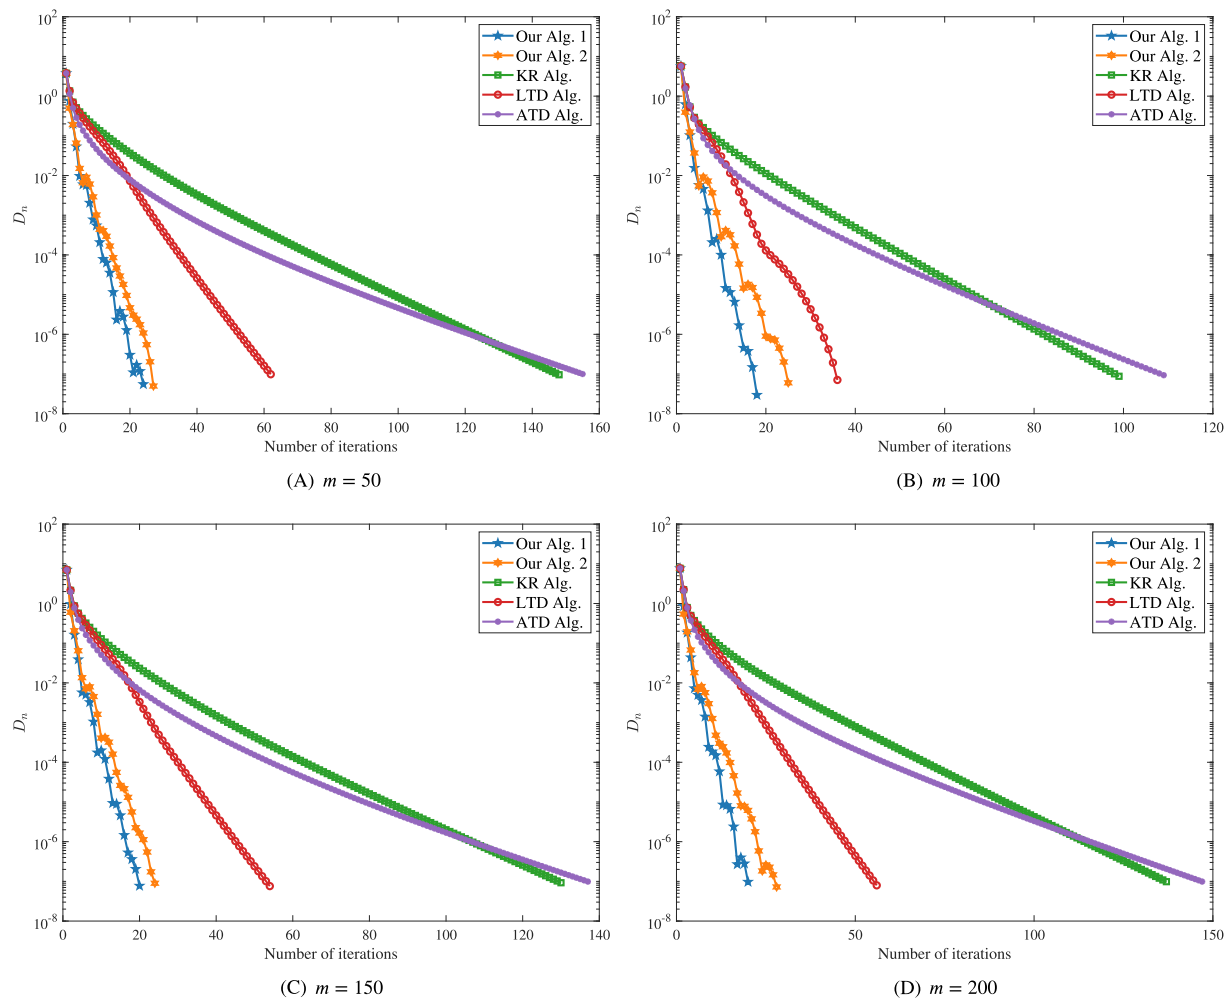 10^2
10^0
10^-2
10^-4
10^-6
10^-8
D_n
0 20 40 60 80 100 120 140 160
Number of iterations
Our Alg. 1
Our Alg. 2
KR Alg.
LTD Alg.
ATD Alg.
(A) m = 50
10^2
10^0
10^-2
10^-4
10^-6
10^-8
D_n
0 20 40 60 80 100 120
Number of iterations
Our Alg. 1
Our Alg. 2
KR Alg.
LTD Alg.
ATD Alg.
(B) m = 100
10^2
10^0
10^-2
10^-4
10^-6
10^-8
D_n
0 20 40 60 80 100 120 140
Number of iterations
Our Alg. 1
Our Alg. 2
KR Alg.
LTD Alg.
ATD Alg.
(C) m = 150
10^2
10^0
10^-2
10^-4
10^-6
10^-8
D_n
0 50 100 150
Number of iterations
Our Alg. 1
Our Alg. 2
KR Alg.
LTD Alg.
ATD Alg.
(D) m = 200